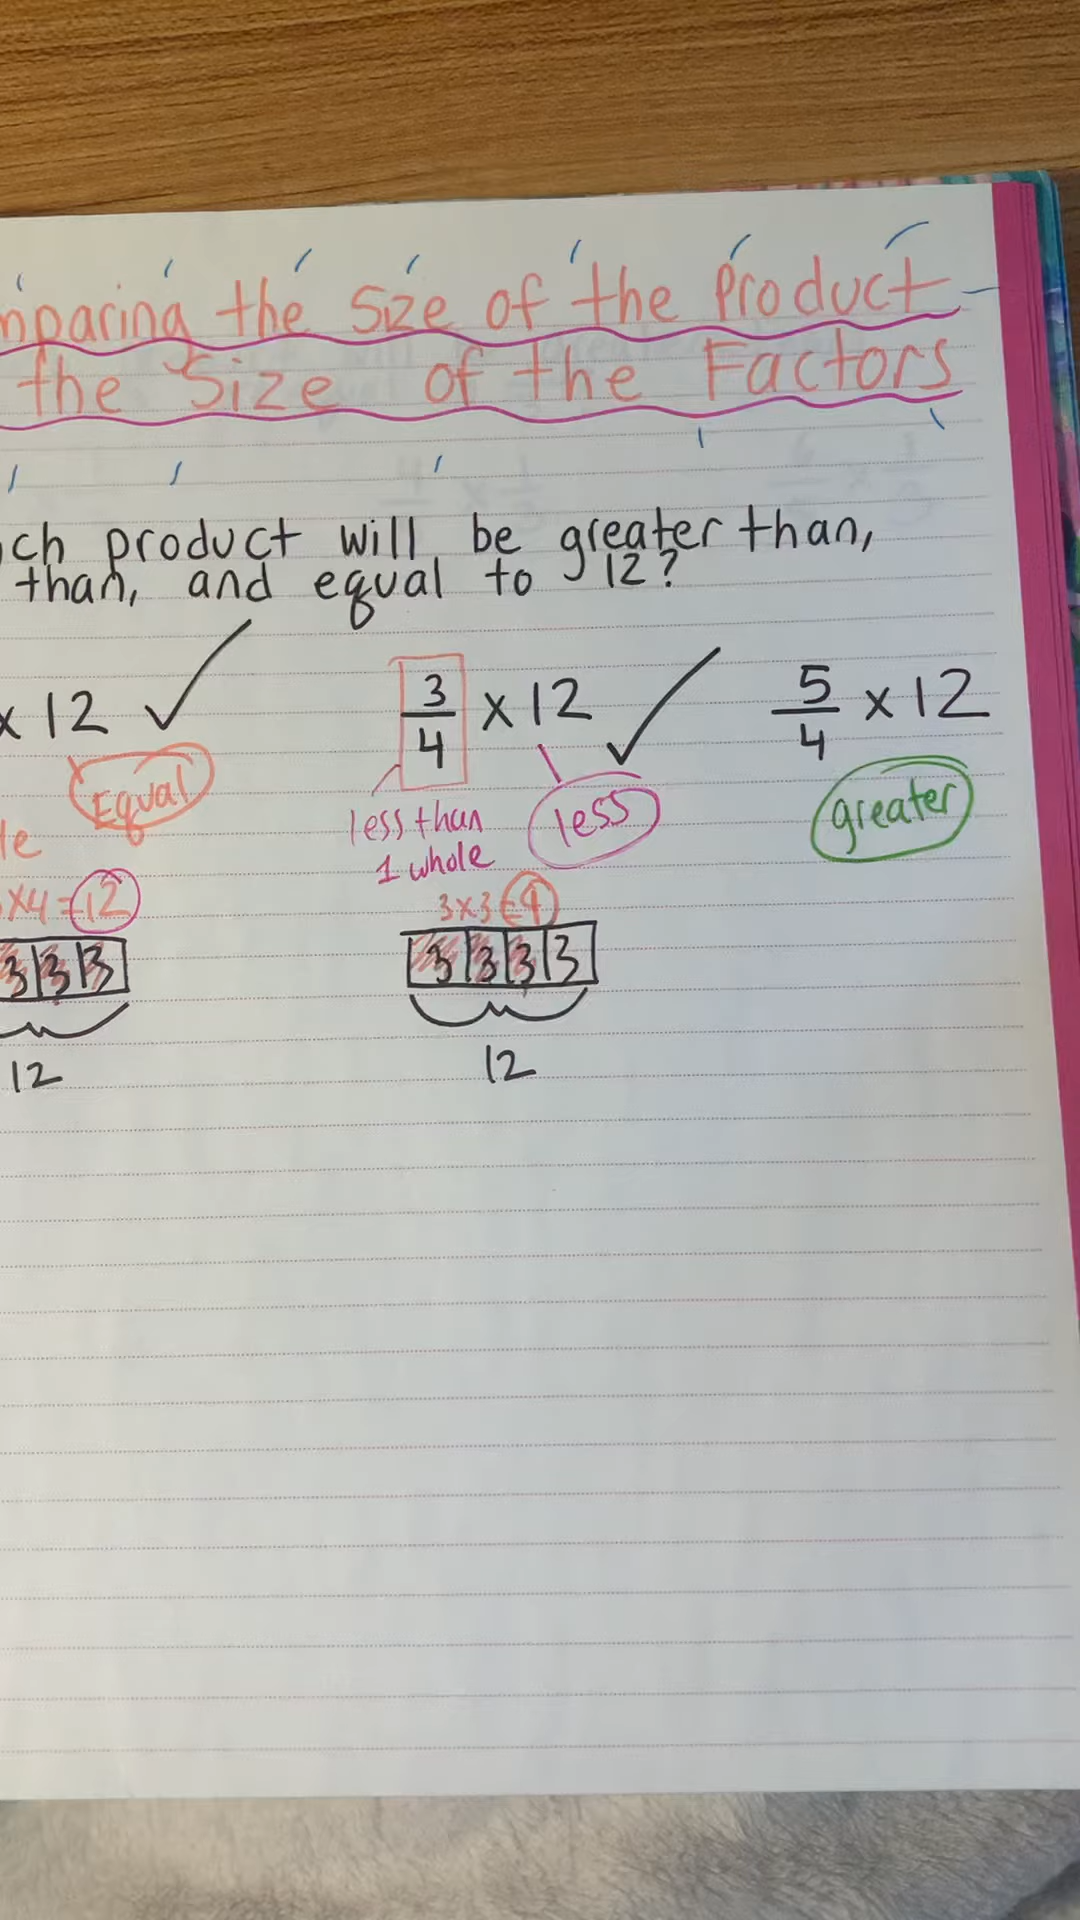 mparing the Size of the Product
the Size of the Factors
ch product will be greater than,
than, and equal to 12?
x 12 3/4 x 12 5/4 x 12
Equal less than less greater
le 1 whole
x4=12 3x3=9
3 3 3 3 3 3 3
12 12